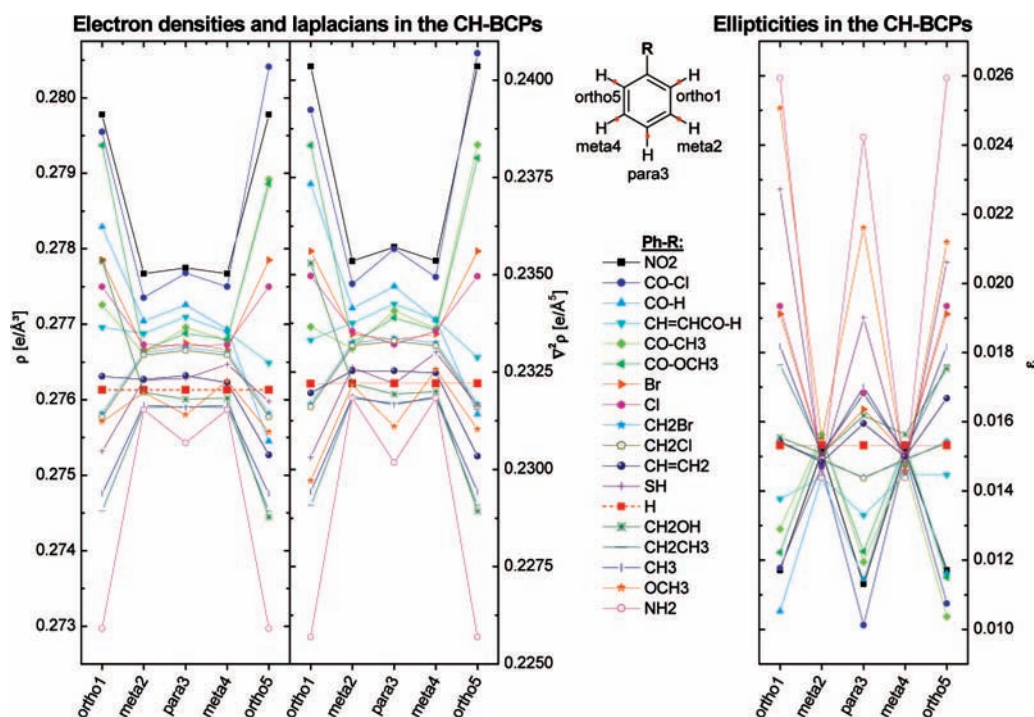 Electron densities and laplacians in the CH-BCPs
Ellipticities in the CH-BCPs
ρ [e/Å³]
0.280
0.279
0.278
0.277
0.276
0.275
0.274
0.273
ortho1
meta2
para3
meta4
ortho5
ortho1
meta2
para3
meta4
ortho5
0.2400
0.2375
0.2350
0.2325
0.2300
0.2275
0.2250
∇²ρ [e/Å⁵]
R
H
H
ortho5
ortho1
H
H
meta4
H
meta2
para3
Ph-R:
NO2
CO-Cl
CO-H
CH=CHCO-H
CO-CH3
CO-OCH3
Br
Cl
CH2Br
CH2Cl
CH=CH2
SH
H
CH2OH
CH2CH3
CH3
OCH3
NH2
0.026
0.024
0.022
0.020
0.018
0.016
0.014
0.012
0.010
ε
ortho1
meta2
para3
meta4
ortho5